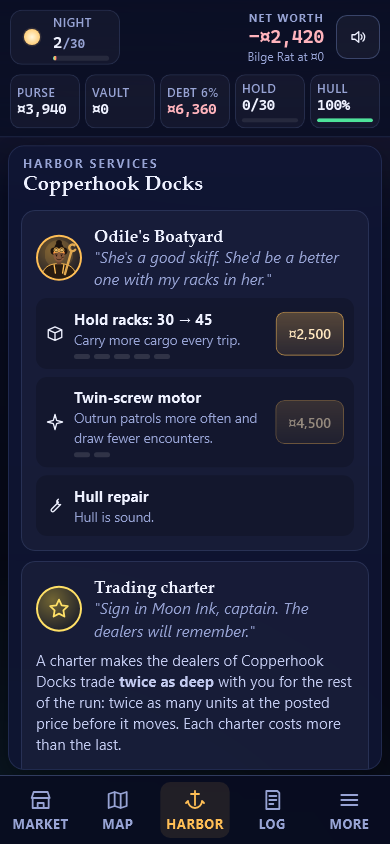 NIGHT
2/30
NET WORTH
−¤2,420
Bilge Rat at ¤0
PURSE
¤3,940
VAULT
¤0
DEBT 6%
¤6,360
HOLD
0/30
HULL
100%
HARBOR SERVICES
Copperhook Docks
Odile's Boatyard
"She's a good skiff. She'd be a better
one with my racks in her."
Hold racks: 30 → 45
Carry more cargo every trip.
¤2,500
Twin-screw motor
Outrun patrols more often and
draw fewer encounters.
¤4,500
Hull repair
Hull is sound.
Trading charter
"Sign in Moon Ink, captain. The
dealers will remember."
A charter makes the dealers of Copperhook
Docks trade twice as deep with you for the rest
of the run: twice as many units at the posted
price before it moves. Each charter costs more
than the last.
MARKET
MAP
HARBOR
LOG
MORE